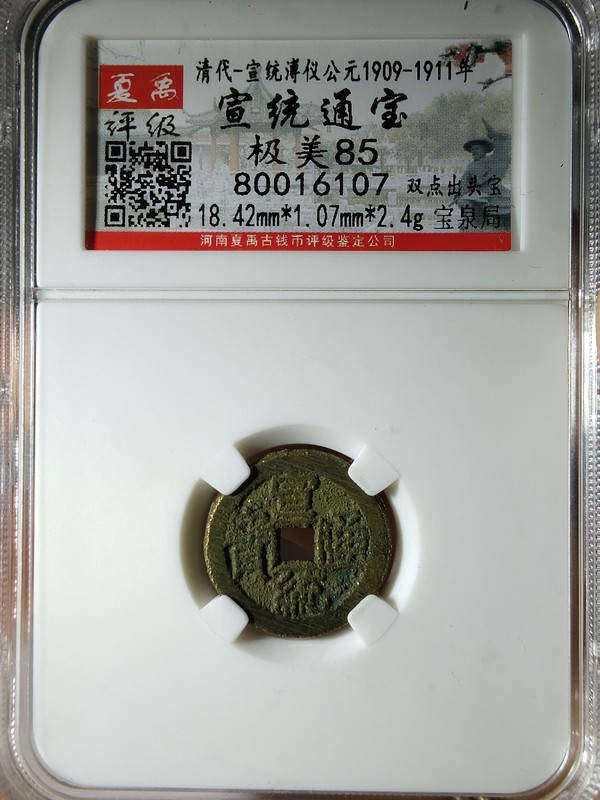 夏禹
评级
清代-宣统溥仪公元1909-1911年
宣统通宝
极美85
80016107 双点出头宝
18.42mm*1.07mm*2.4g 宝泉局
河南夏禹古钱币评级鉴定公司
宣統通寶